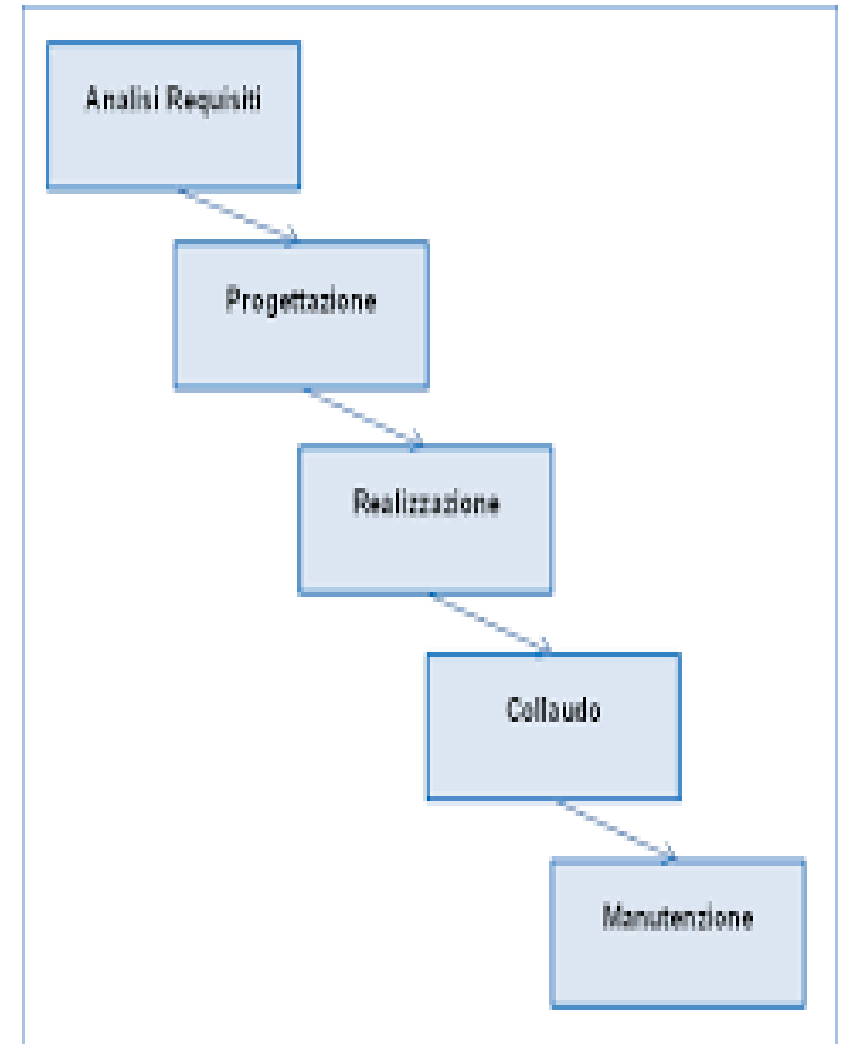 Analisi Requisiti
Progettazione
Realizzazione
Collaudo
Manutenzione